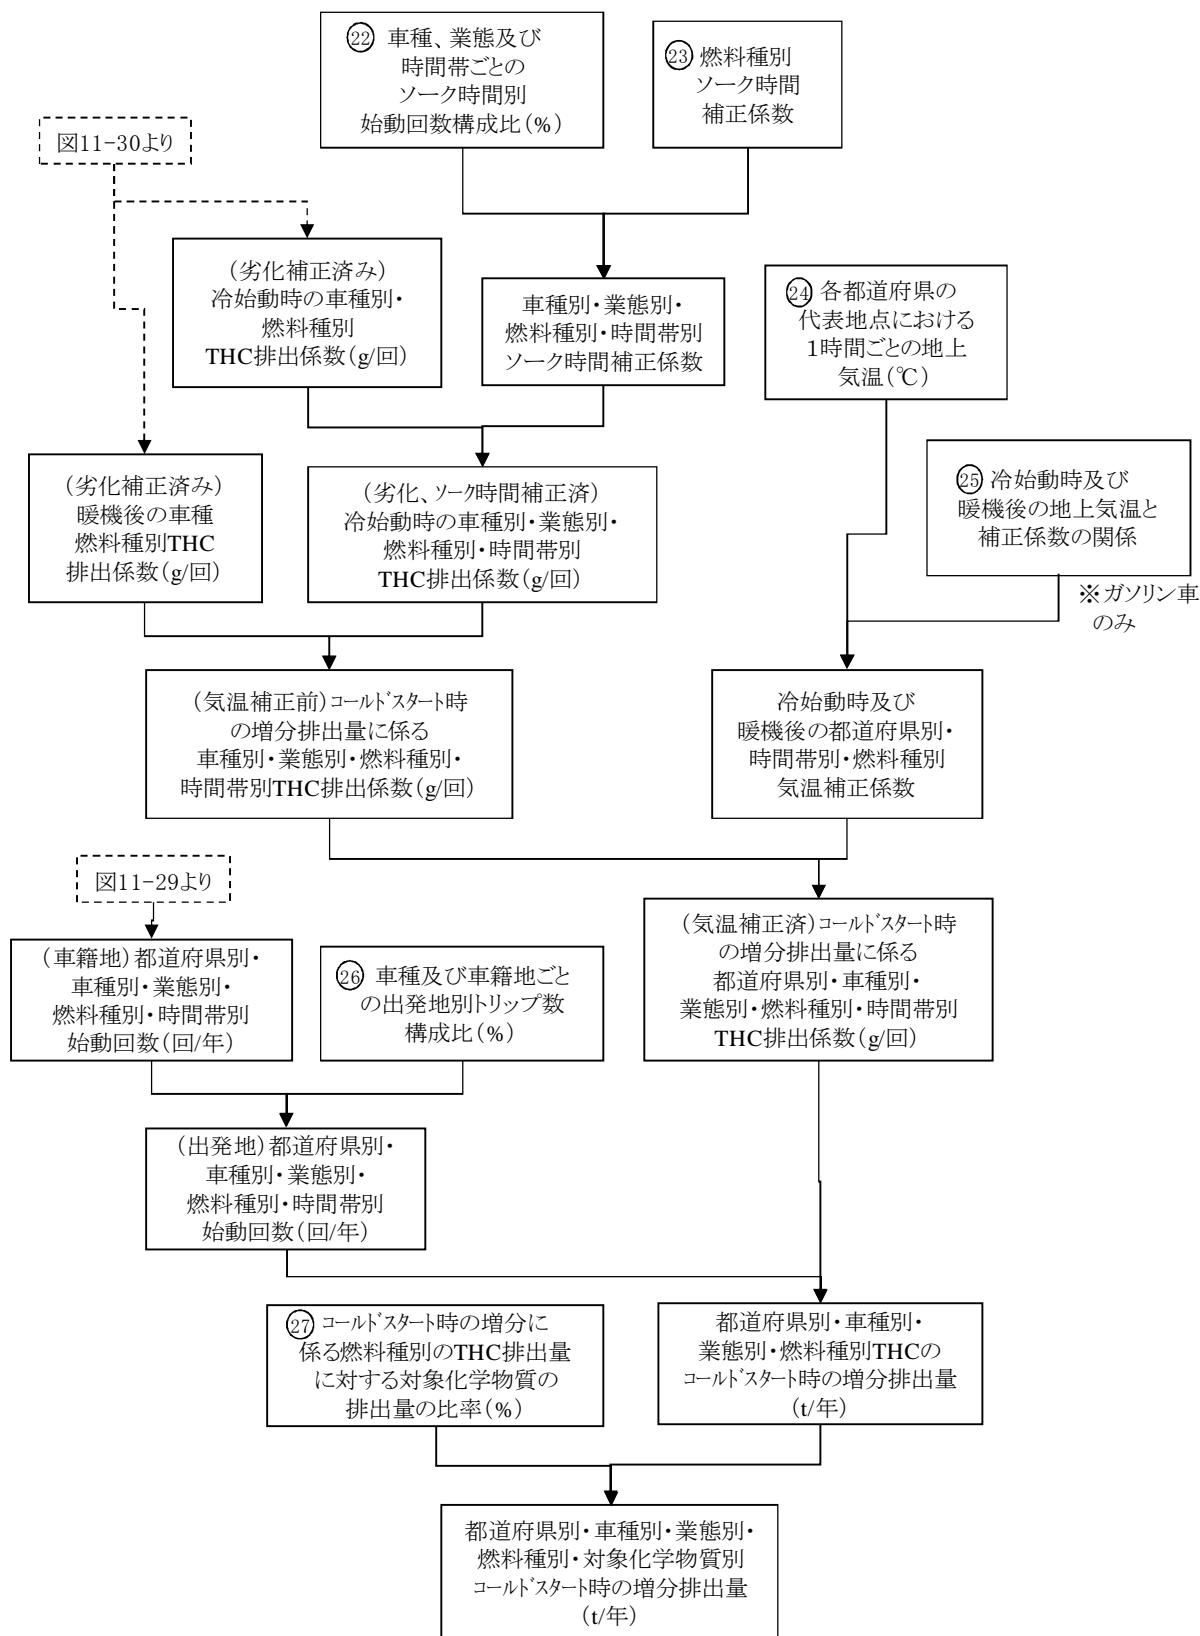 ㉒ 車種、業態及び
時間帯ごとの
ソーク時間別
始動回数構成比(%)
㉓ 燃料種別
ソーク時間
補正係数
図11-30より
(劣化補正済み)
冷始動時の車種別・
燃料種別
THC排出係数(g/回)
車種別・業態別・
燃料種別・時間帯別
ソーク時間補正係数
㉔ 各都道府県の
代表地点における
1時間ごとの地上
気温(℃)
(劣化補正済み)
暖機後の車種
燃料種別THC
排出係数(g/回)
(劣化、ソーク時間補正済)
冷始動時の車種別・業態別・
燃料種別・時間帯別
THC排出係数(g/回)
㉕ 冷始動時及び
暖機後の地上気温と
補正係数の関係
※ガソリン車
のみ
(気温補正前)コールドスタート時
の増分排出量に係る
車種別・業態別・燃料種別・
時間帯別THC排出係数(g/回)
冷始動時及び
暖機後の都道府県別・
時間帯別・燃料種別
気温補正係数
図11-29より
(車籍地)都道府県別・
車種別・業態別・
燃料種別・時間帯別
始動回数(回/年)
㉖ 車種及び車籍地ごと
の出発地別トリップ数
構成比(%)
(気温補正済)コールドスタート時
の増分排出量に係る
都道府県別・車種別・
業態別・燃料種別・時間帯別
THC排出係数(g/回)
(出発地)都道府県別・
車種別・業態別・
燃料種別・時間帯別
始動回数(回/年)
㉗ コールドスタート時の増分に
係る燃料種別のTHC排出量
に対する対象化学物質の
排出量の比率(%)
都道府県別・車種別・
業態別・燃料種別THCの
コールドスタート時の増分排出量
(t/年)
都道府県別・車種別・業態別・
燃料種別・対象化学物質別
コールドスタート時の増分排出量
(t/年)